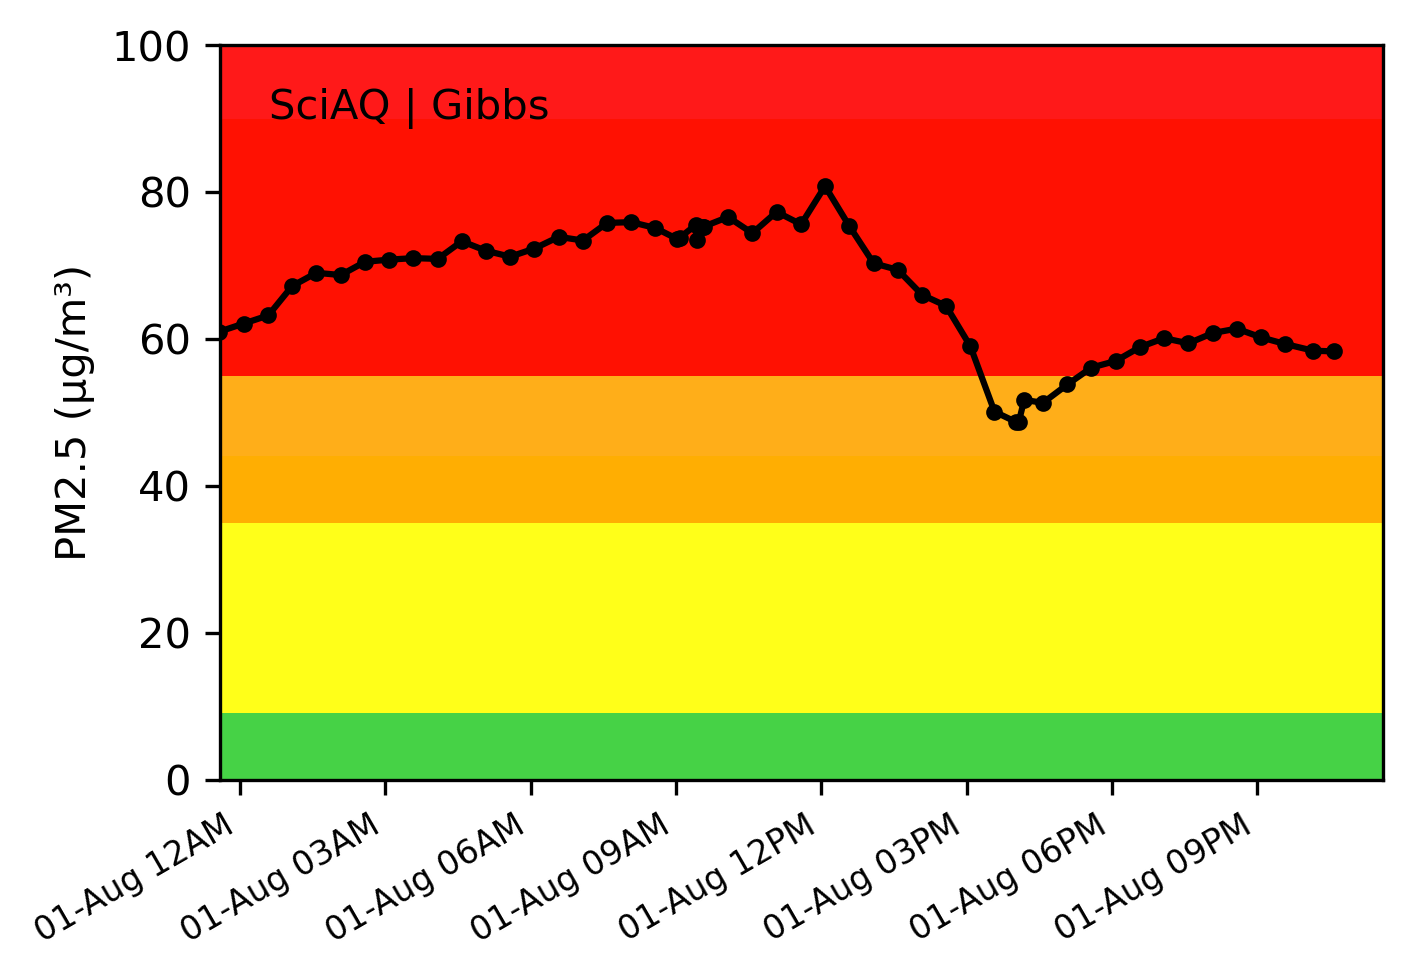 100
SciAQ | Gibbs
80
60
PM2.5 (μg/m³)
40
20
0
01-Aug 12AM
01-Aug 03AM
01-Aug 06AM
01-Aug 09AM
01-Aug 12PM
01-Aug 03PM
01-Aug 06PM
01-Aug 09PM